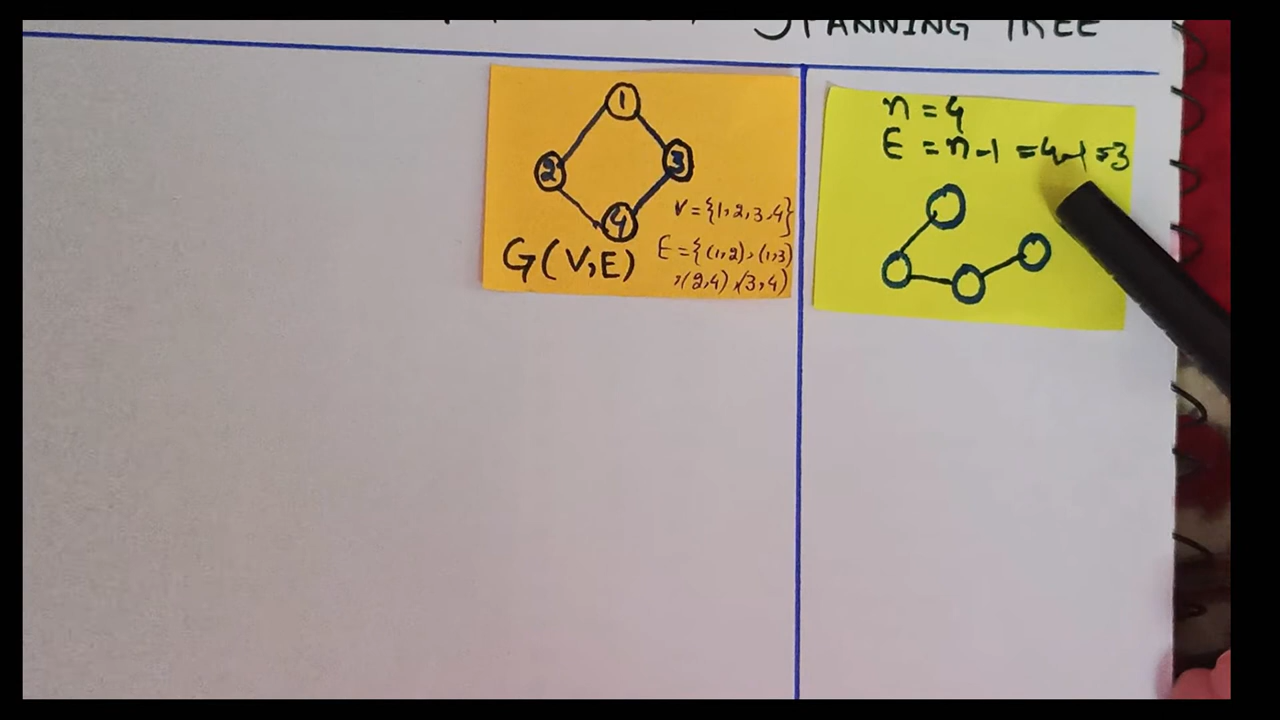 SPANNING TREE
1
2
3
4
V={1,2,3,4}
E={(1,2),(1,3)
,(2,4),(3,4)
G(V,E)
n=4
E=n-1=4-1=3